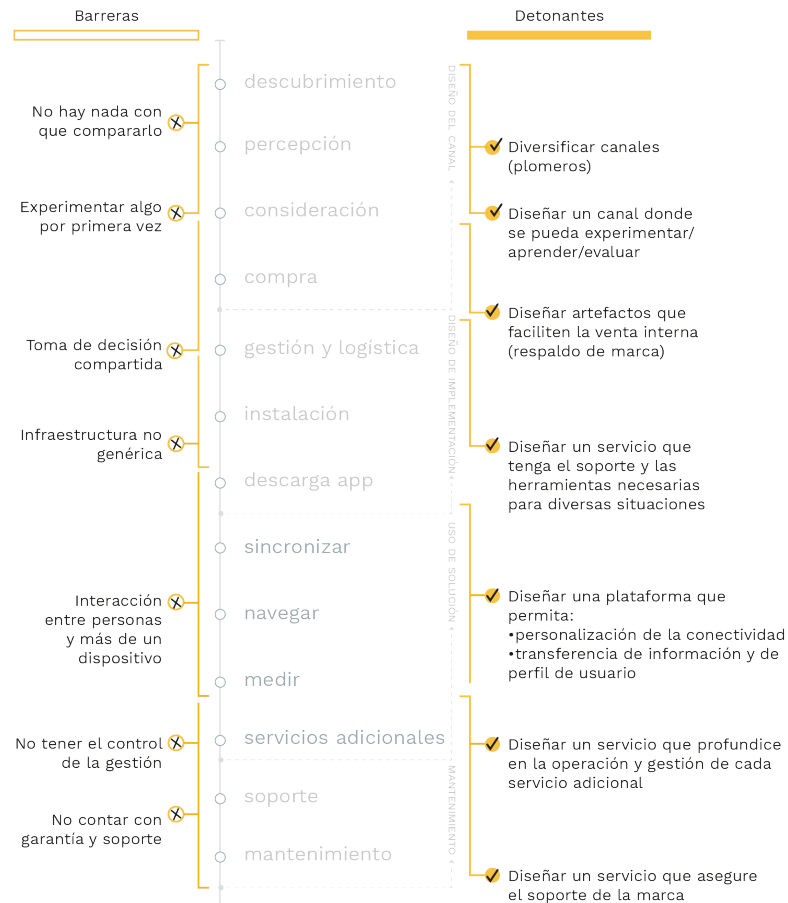 Barreras
Detonantes
No hay nada con
que compararlo
Experimentar algo
por primera vez
Toma de decisión
compartida
Infraestructura no
genérica
Interacción
entre personas
y más de un
dispositivo
No tener el control
de la gestión
No contar con
garantía y soporte
descubrimiento
percepción
consideración
compra
gestión y logística
instalación
descarga app
sincronizar
navegar
medir
servicios adicionales
soporte
mantenimiento
DISEÑO DEL CANAL
DISEÑO DE IMPLEMENTACIÓN
USO DE SOLUCIÓN
MANTENIMIENTO
Diversificar canales
(plomeros)
Diseñar un canal donde
se pueda experimentar/
aprender/evaluar
Diseñar artefactos que
faciliten la venta interna
(respaldo de marca)
Diseñar un servicio que
tenga el soporte y las
herramientas necesarias
para diversas situaciones
Diseñar una plataforma que
permita:
•personalización de la conectividad
•transferencia de información y de
perfil de usuario
Diseñar un servicio que profundice
en la operación y gestión de cada
servicio adicional
Diseñar un servicio que asegure
el soporte de la marca